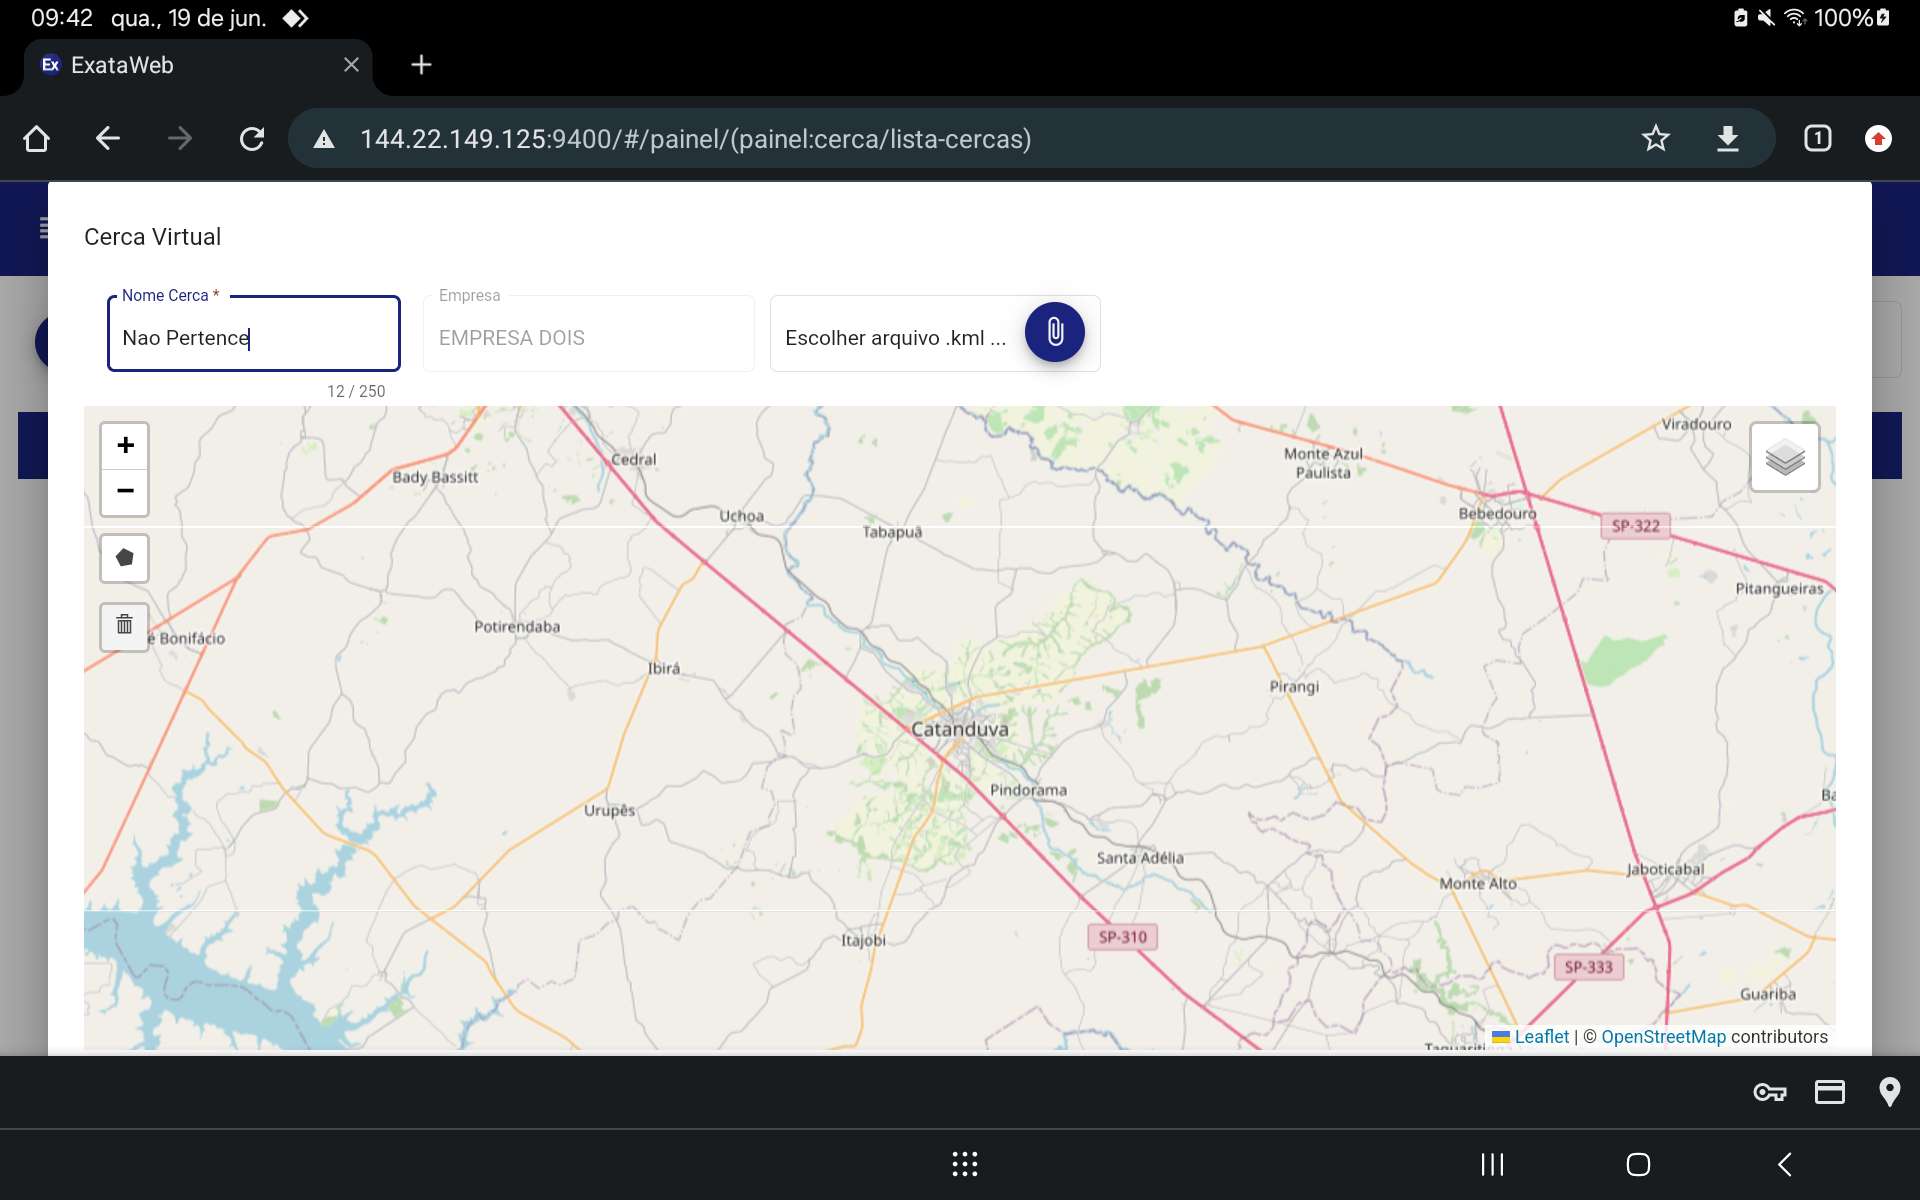 09:42 qua., 19 de jun. 100%
Ex ExataWeb
144.22.149.125:9400/#/painel/(painel:cerca/lista-cercas)
1
Cerca Virtual
Nome Cerca *
Nao Pertence
12 / 250
Empresa
EMPRESA DOIS
Escolher arquivo .kml ...
+
−
Viradouro
Cedral
Monte Azul
Paulista
Bady Bassitt
Uchoa
Bebedouro
Tabapuã
SP-322
Pitangueiras
Potirendaba
é Bonifácio
Ibirá
Pirangi
Catanduva
Pindorama
Ba
Urupês
Santa Adélia
Jaboticabal
Monte Alto
Itajobi
SP-310
SP-333
Guariba
Leaflet | © OpenStreetMap contributors